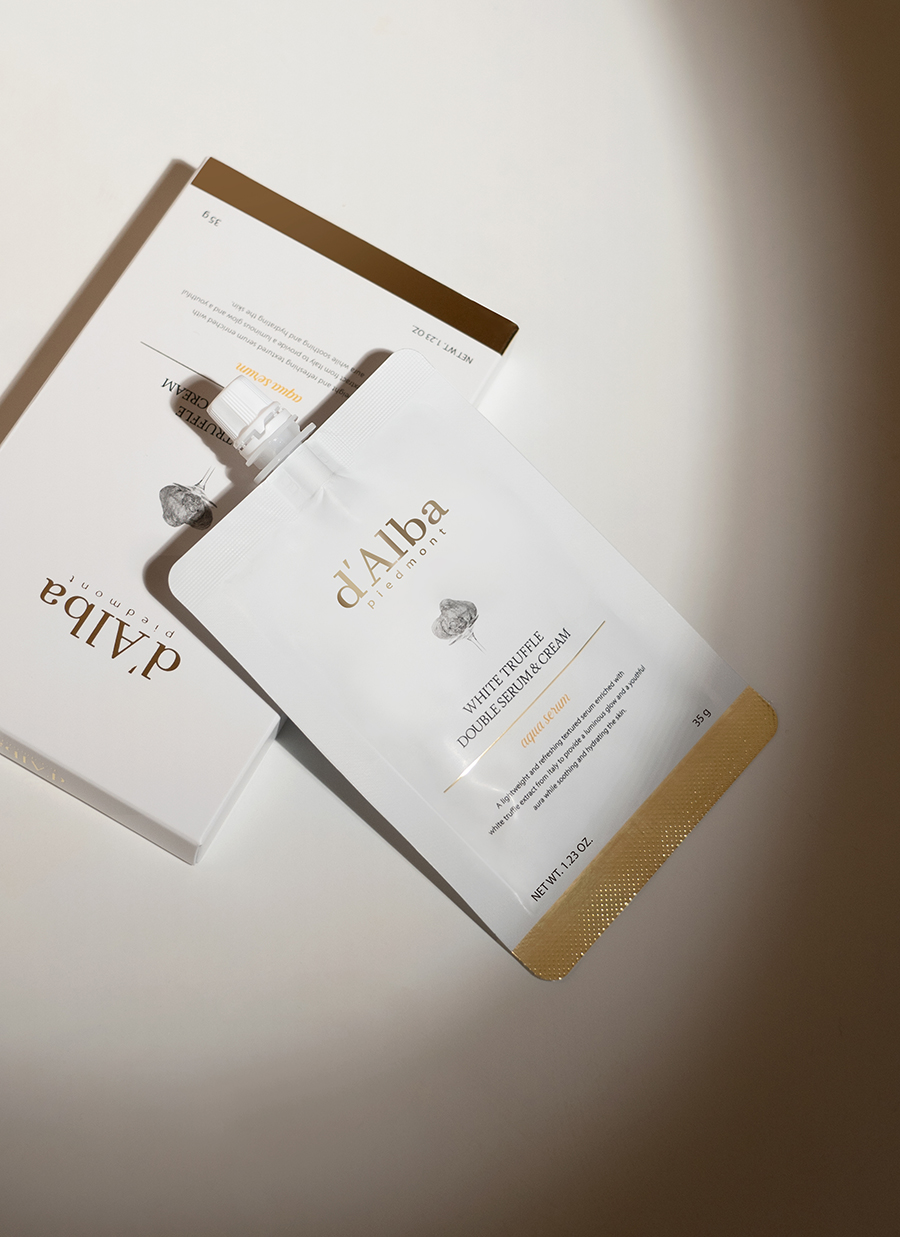 d'Alba
piedmont
WHITE TRUFFLE
DOUBLE SERUM & CREAM
aqua serum
A lightweight and refreshing textured serum enriched with
white truffle extract from Italy to provide a luminous glow and a youthful
aura while soothing and hydrating the skin.
NET WT. 1.23 OZ.
35 g
d'Alba
piedmont
TRUFFLE
CREAM
aqua serum
and refreshing textured serum enriched with
extract from Italy to provide a luminous glow and a youthful
aura while soothing and hydrating the skin.
NET WT. 1.23 OZ.
35 g
d'Alba